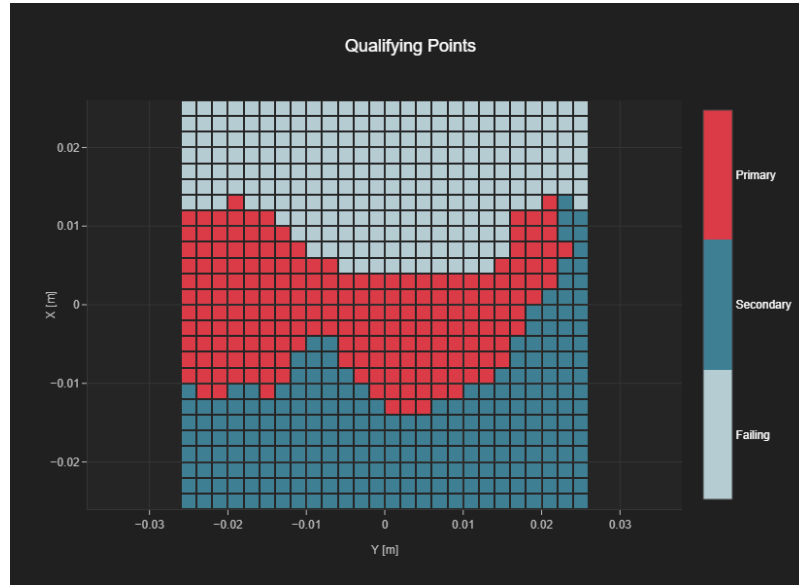 Qualifying Points
0.02
0.01
0
−0.01
−0.02
X [m]
−0.03
−0.02
−0.01
0
0.01
0.02
0.03
Y [m]
Primary
Secondary
Failing